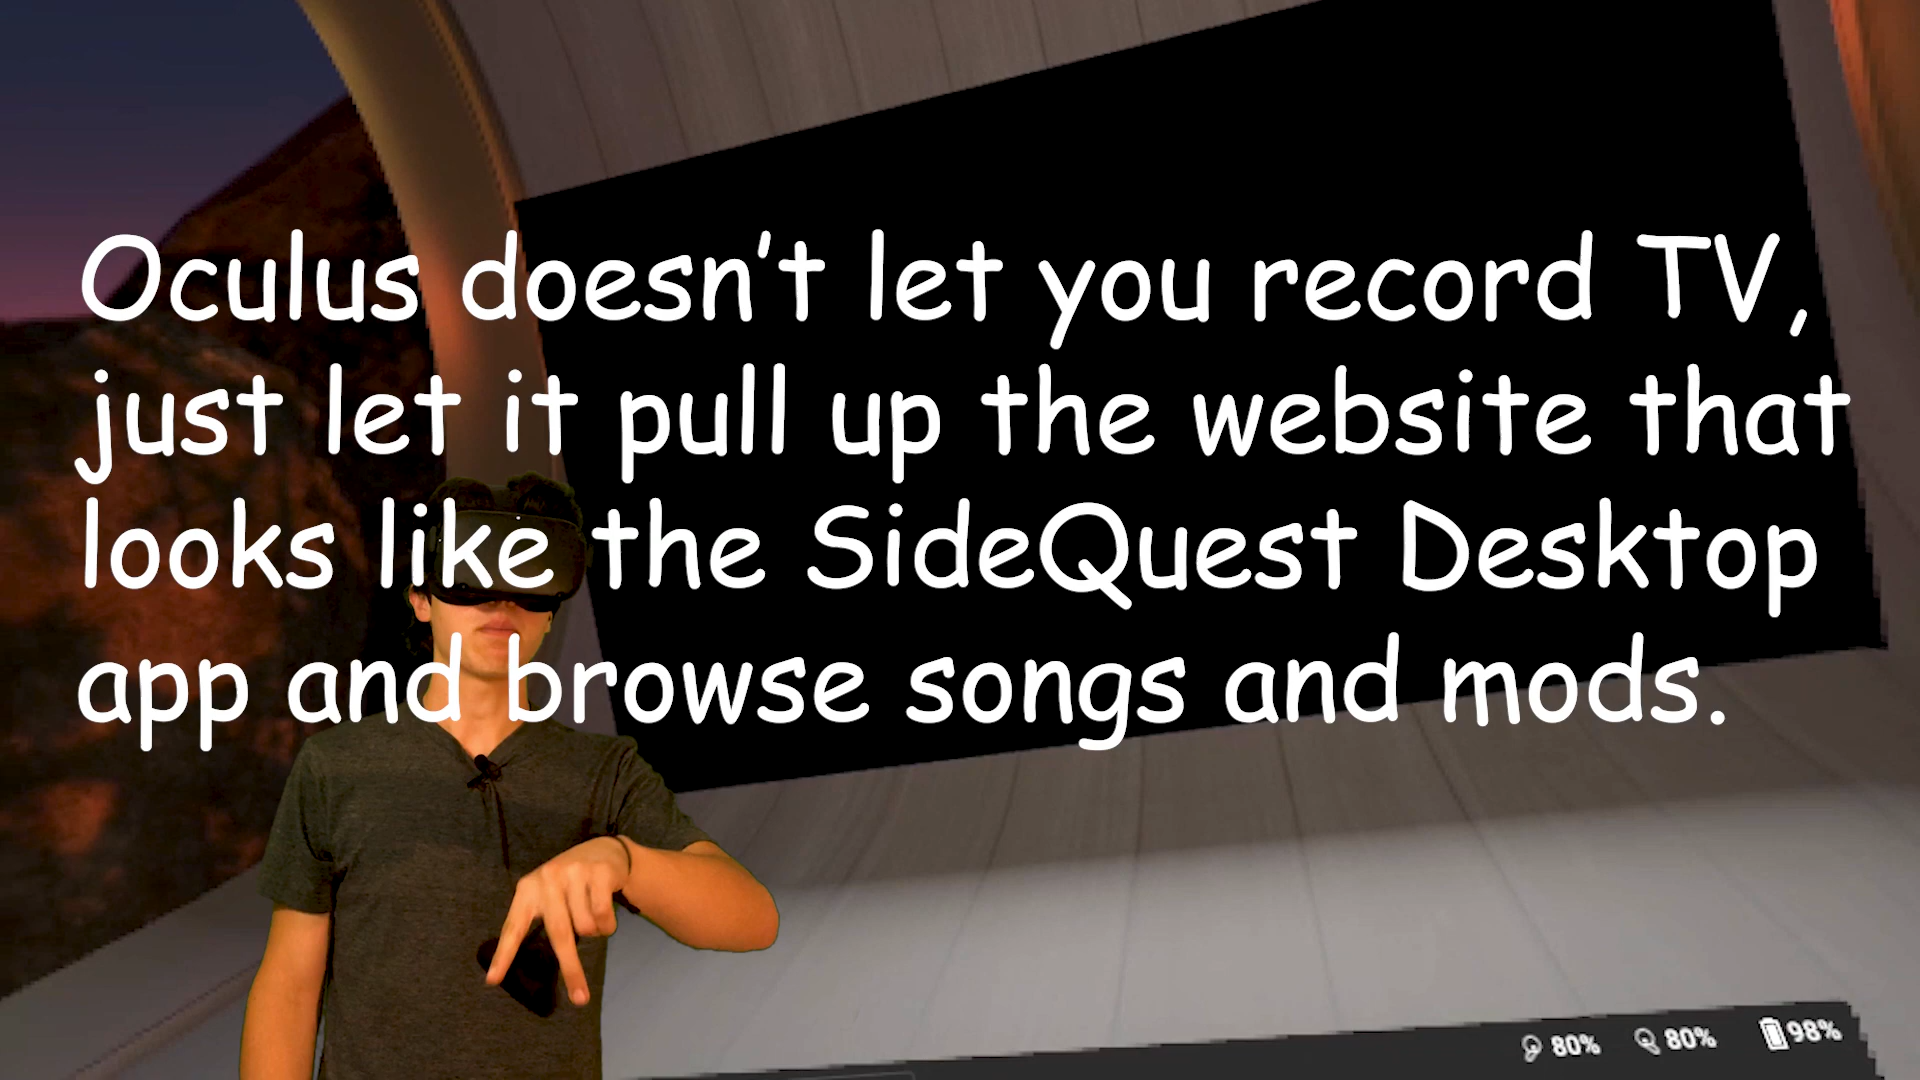 Oculus doesn't let you record TV,
just let it pull up the website that
looks like the SideQuest Desktop
app and browse songs and mods.
80% 80% 98%